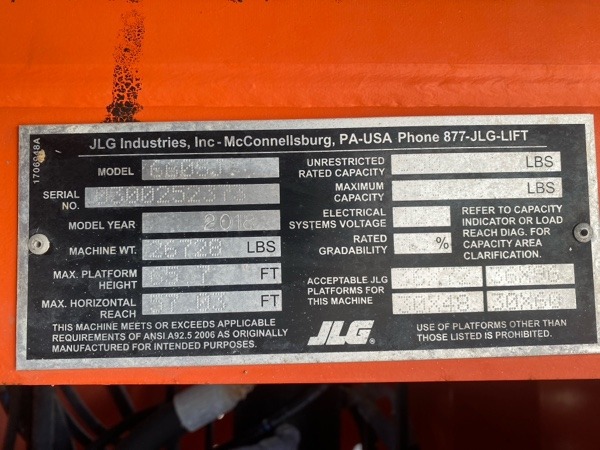 JLG Industries, Inc - McConnellsburg, PA-USA Phone 877-JLG-LIFT
1706948A
MODEL
SERIAL NO.
MODEL YEAR
MACHINE WT. LBS
MAX. PLATFORM HEIGHT FT
MAX. HORIZONTAL REACH FT
THIS MACHINE MEETS OR EXCEEDS APPLICABLE
REQUIREMENTS OF ANSI A92.5 2006 AS ORIGINALLY
MANUFACTURED FOR INTENDED PURPOSES.
UNRESTRICTED
RATED CAPACITY LBS
MAXIMUM
CAPACITY LBS
ELECTRICAL
SYSTEMS VOLTAGE
RATED
GRADABILITY %
REFER TO CAPACITY
INDICATOR OR LOAD
REACH DIAG. FOR
CAPACITY AREA
CLARIFICATION.
ACCEPTABLE JLG
PLATFORMS FOR
THIS MACHINE
30X60
JLG
USE OF PLATFORMS OTHER THAN
THOSE LISTED IS PROHIBITED.